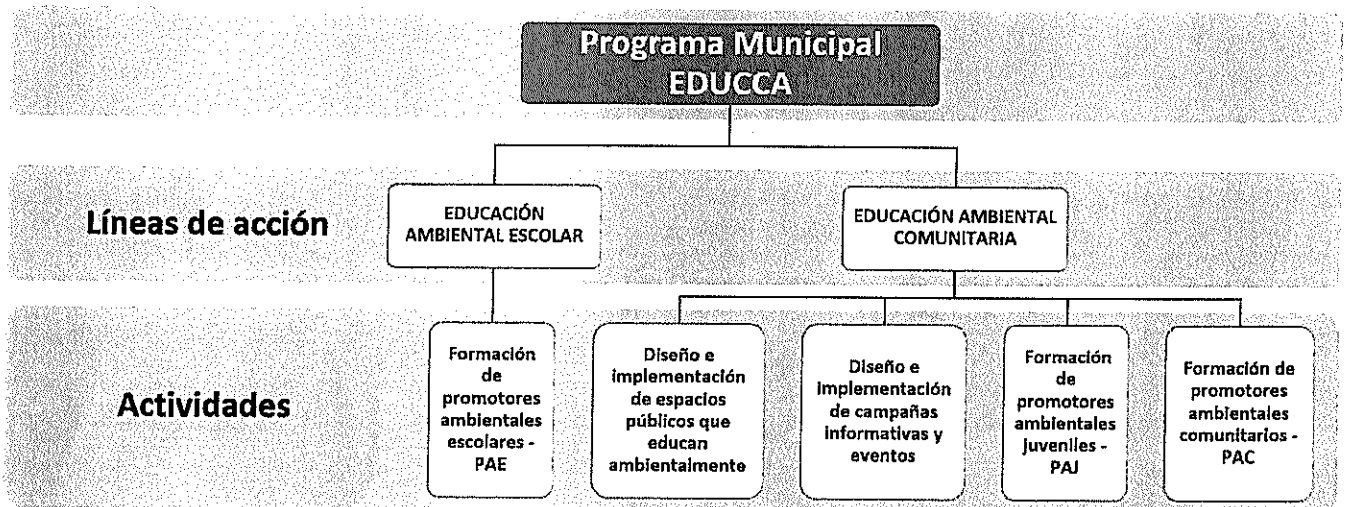 Programa Municipal
EDUCCA
Líneas de acción
EDUCACIÓN
AMBIENTAL ESCOLAR
EDUCACIÓN AMBIENTAL
COMUNITARIA
Actividades
Formación
de
promotores
ambientales
escolares -
PAE
Diseño e
implementación
de espacios
públicos que
educan
ambientalmente
Diseño e
implementación
de campañas
informativas y
eventos
Formación
de
promotores
ambientales
juveniles -
PAJ
Formación de
promotores
ambientales
comunitarios -
PAC